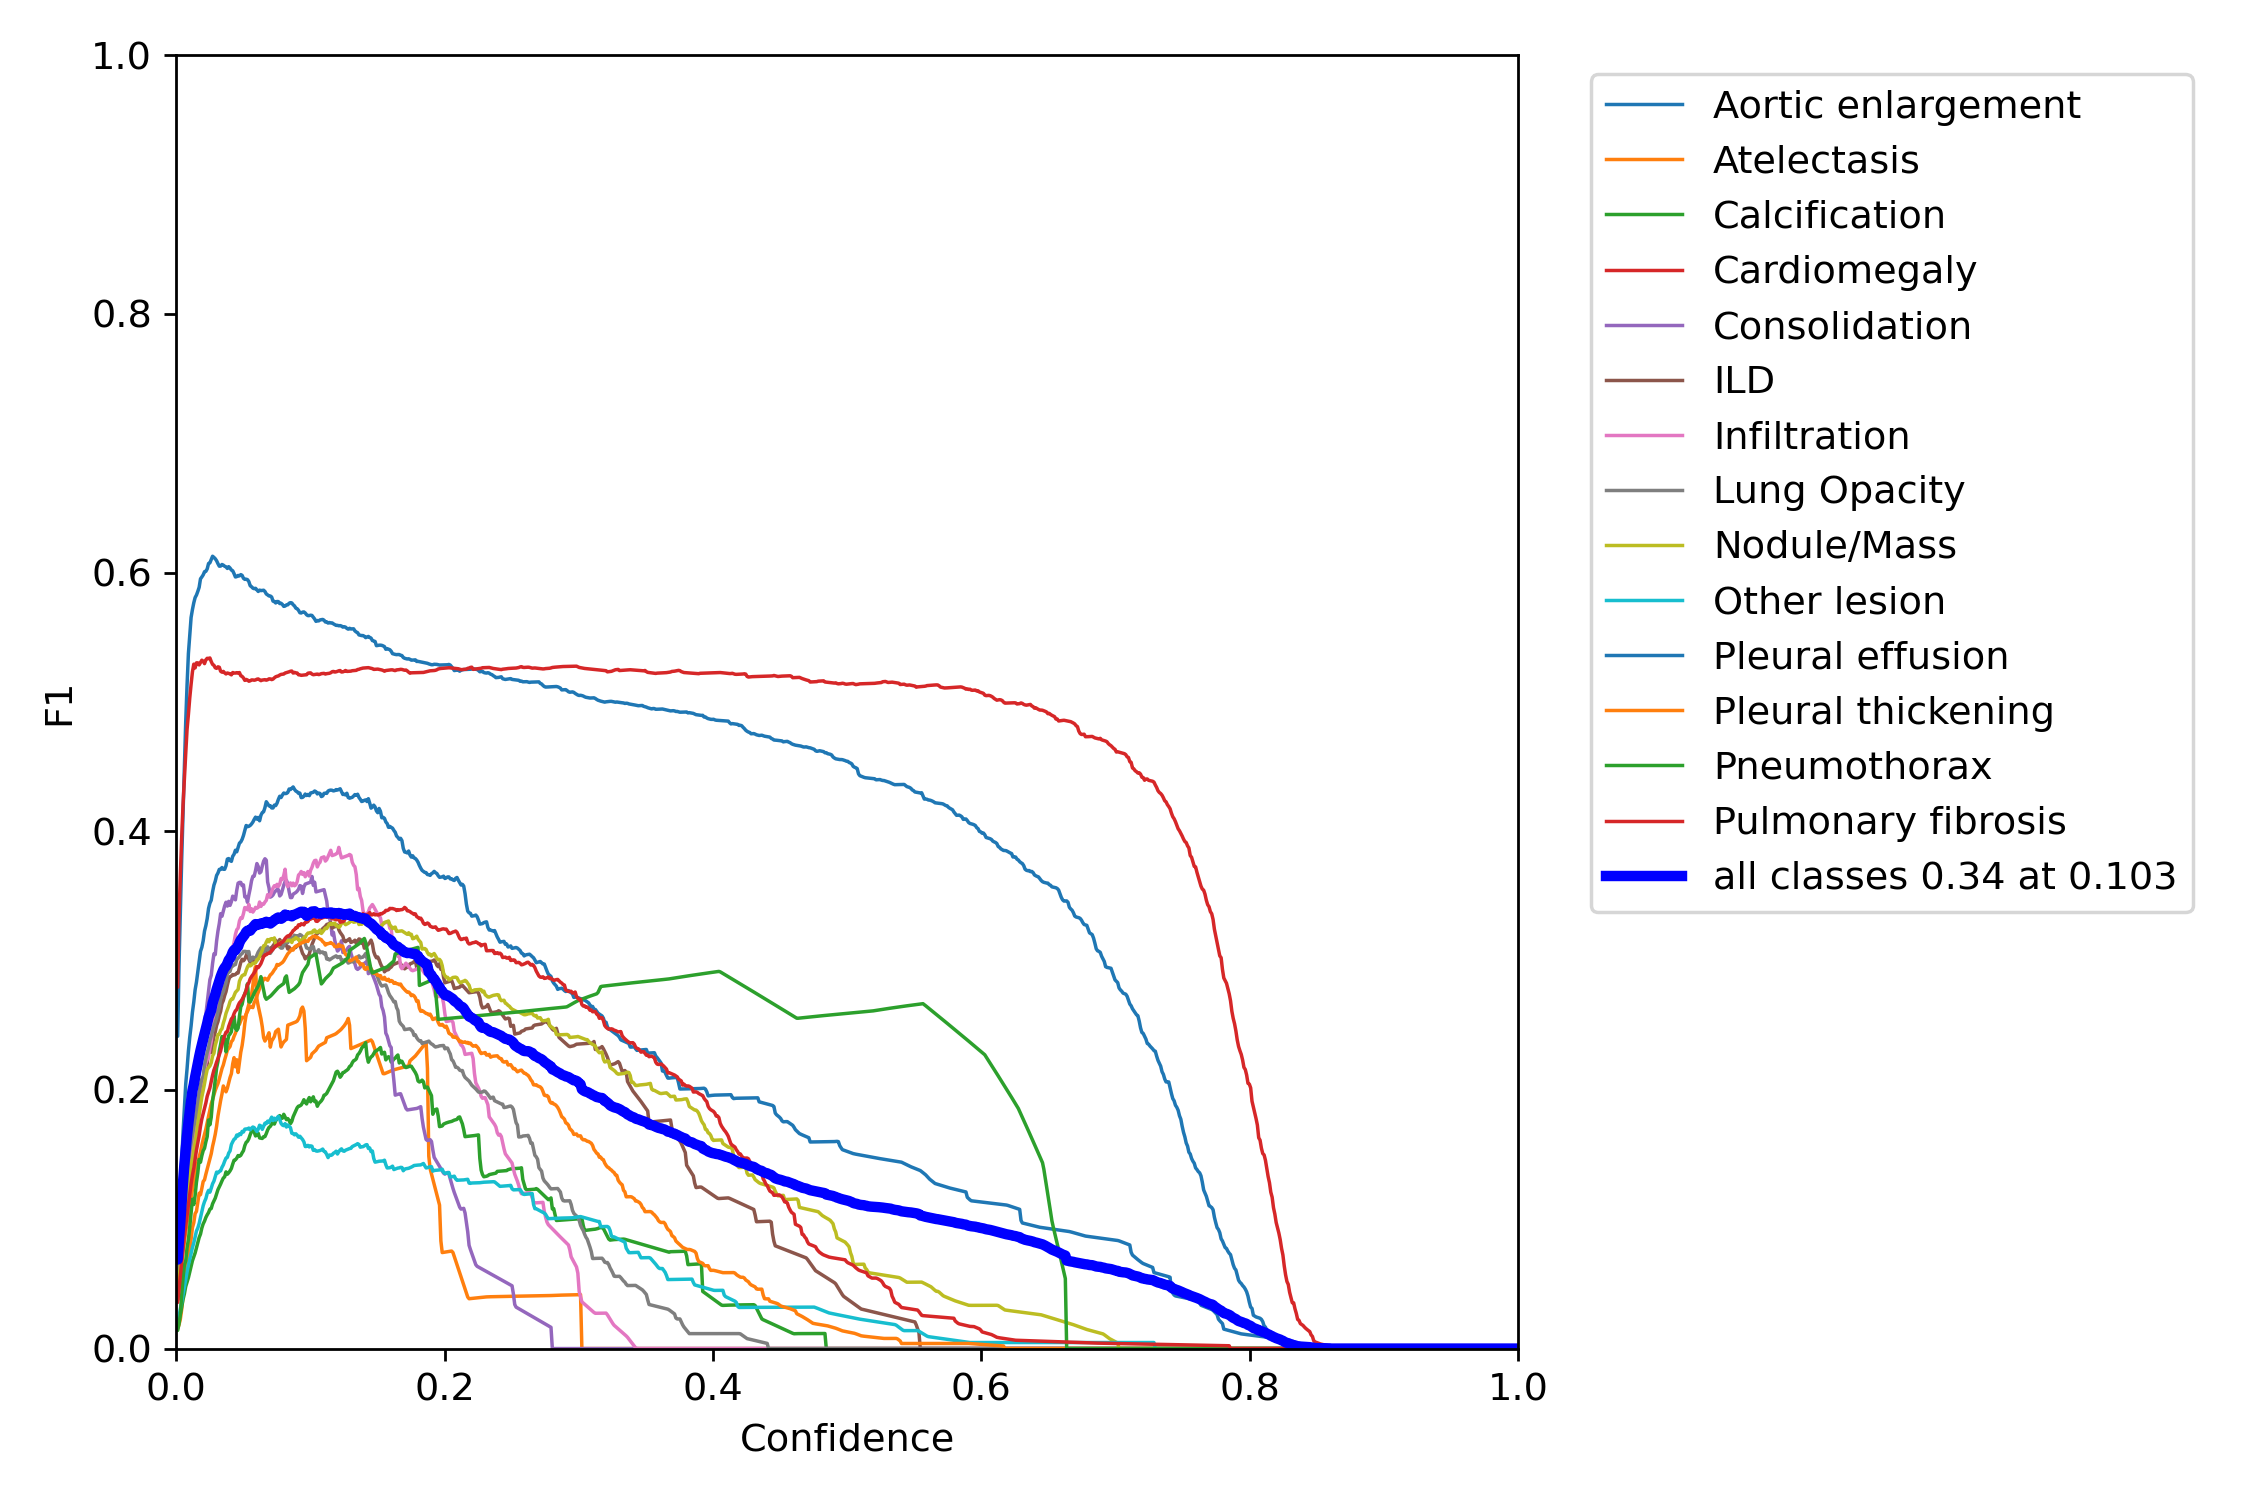 1.0
0.8
0.6
0.4
0.2
0.0
F1
0.0 0.2 0.4 0.6 0.8 1.0
Confidence
Aortic enlargement
Atelectasis
Calcification
Cardiomegaly
Consolidation
ILD
Infiltration
Lung Opacity
Nodule/Mass
Other lesion
Pleural effusion
Pleural thickening
Pneumothorax
Pulmonary fibrosis
all classes 0.34 at 0.103